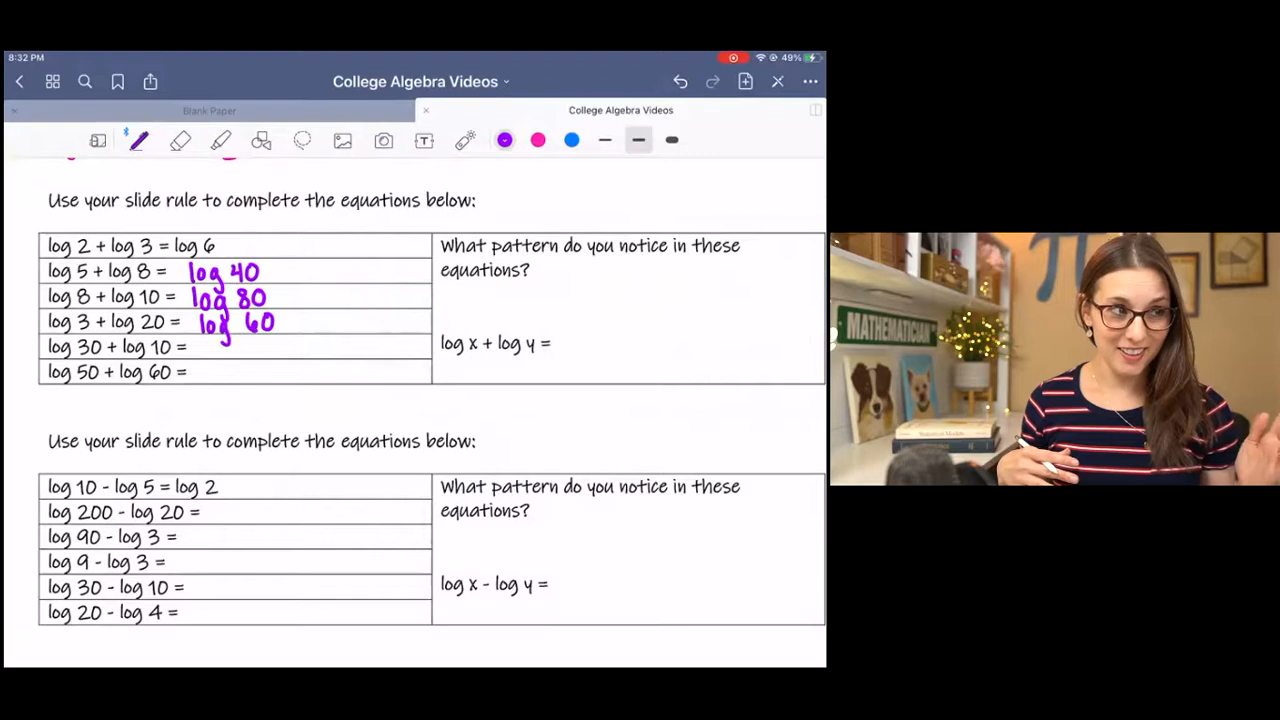 8:32 PM
49%
College Algebra Videos
Blank Paper
College Algebra Videos
Use your slide rule to complete the equations below:
log 2 + log 3 = log 6
log 5 + log 8 = log 40
log 8 + log 10 = log 80
log 3 + log 20 = log 60
log 30 + log 10 =
log 50 + log 60 =
What pattern do you notice in these
equations?
log x + log y =
Use your slide rule to complete the equations below:
log 10 - log 5 = log 2
log 200 - log 20 =
log 90 - log 3 =
log 9 - log 3 =
log 30 - log 10 =
log 20 - log 4 =
What pattern do you notice in these
equations?
log x - log y =
MATHEMATICIAN